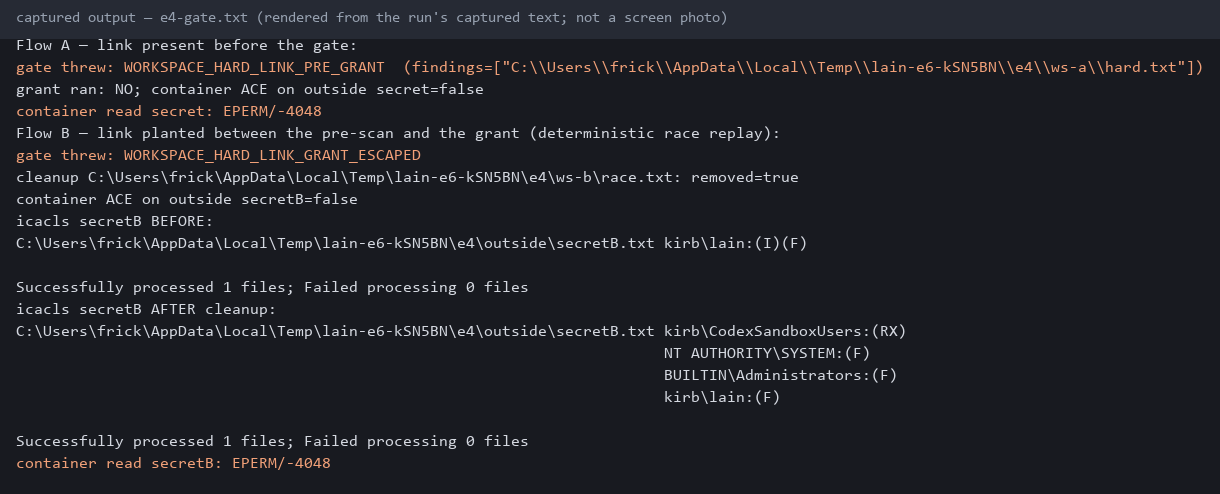 captured output — e4-gate.txt (rendered from the run's captured text; not a screen photo)
Flow A — link present before the gate:
gate threw: WORKSPACE_HARD_LINK_PRE_GRANT  (findings=["C:\\Users\\frick\\AppData\\Local\\Temp\\lain-e6-kSN5BN\\e4\\ws-a\\hard.txt"])
grant ran: NO; container ACE on outside secret=false
container read secret: EPERM/-4048
Flow B — link planted between the pre-scan and the grant (deterministic race replay):
gate threw: WORKSPACE_HARD_LINK_GRANT_ESCAPED
cleanup C:\Users\frick\AppData\Local\Temp\lain-e6-kSN5BN\e4\ws-b\race.txt: removed=true
container ACE on outside secretB=false
icacls secretB BEFORE:
C:\Users\frick\AppData\Local\Temp\lain-e6-kSN5BN\e4\outside\secretB.txt kirb\lain:(I)(F)
Successfully processed 1 files; Failed processing 0 files
icacls secretB AFTER cleanup:
C:\Users\frick\AppData\Local\Temp\lain-e6-kSN5BN\e4\outside\secretB.txt kirb\CodexSandboxUsers:(RX)
NT AUTHORITY\SYSTEM:(F)
BUILTIN\Administrators:(F)
kirb\lain:(F)
Successfully processed 1 files; Failed processing 0 files
container read secretB: EPERM/-4048